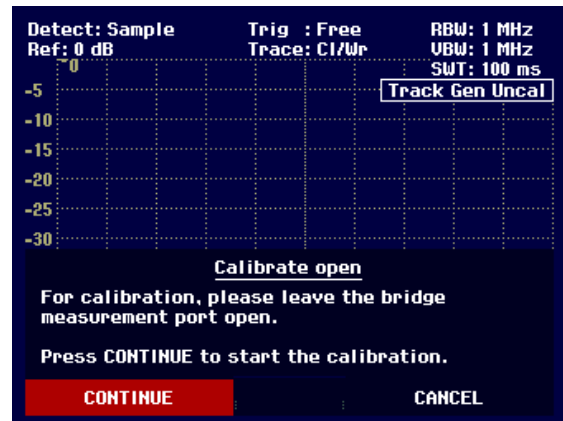 Detect: Sample Trig : Free RBW: 1 MHz
Ref: 0 dB Trace: Cl/Wr VBW: 1 MHz
0 SWT: 100 ms
-5 Track Gen Uncal
-10
-15
-20
-25
-30
Calibrate open
For calibration, please leave the bridge
measurement port open.
Press CONTINUE to start the calibration.
CONTINUE CANCEL